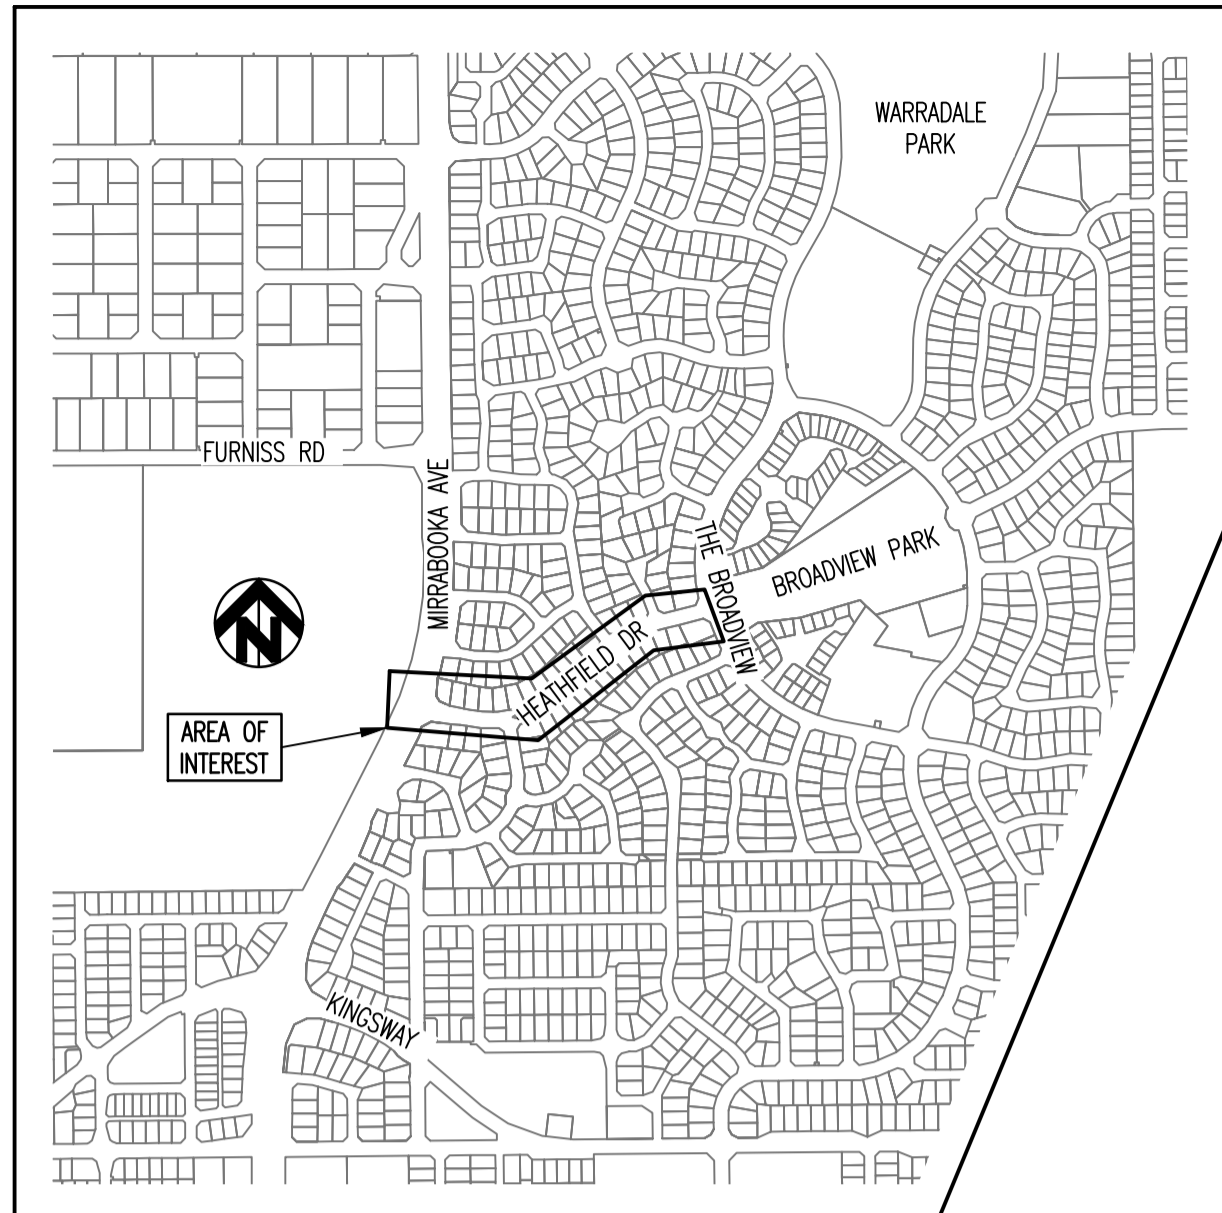 WARRADALE
PARK
FURNISS RD
MIRRABOOKA AVE
THE BROADVIEW
BROADVIEW PARK
N
HEATHFIELD DR
AREA OF
INTEREST
KINGSWAY